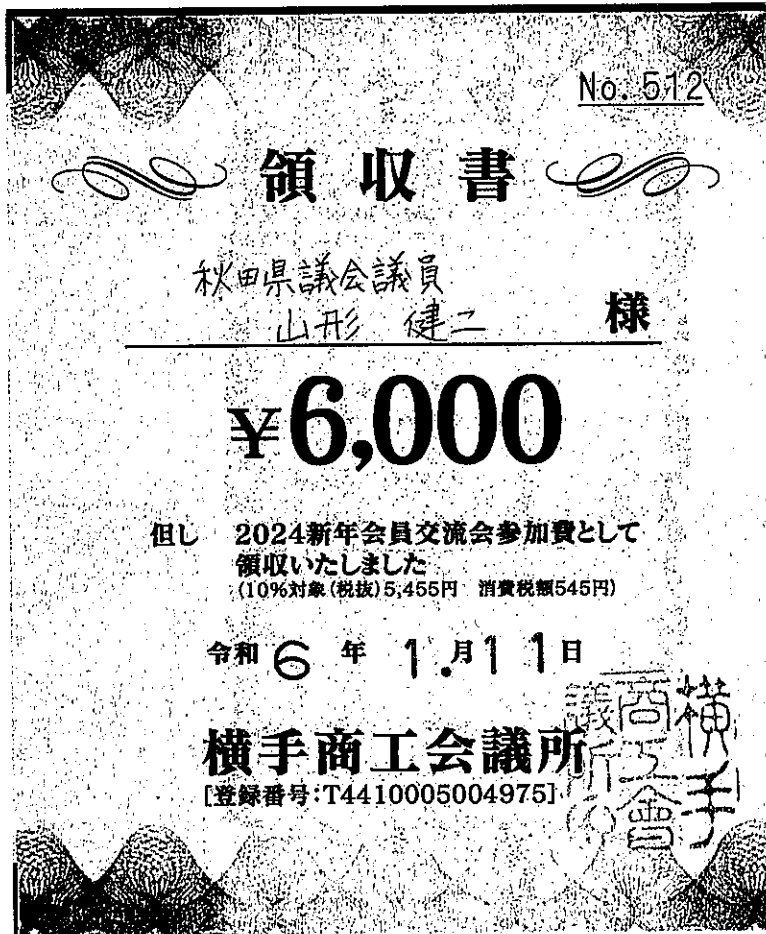 No. 512
領収書
秋田県議会議員
山形 健二 様
¥6,000
但し 2024新年会員交流会参加費として
領収いたしました
(10%対象(税抜)5,455円 消費税額545円)
令和 6 年 1.月11日
横手商工会議所
[登録番号:T4410005004975]
横手
商工會
議所